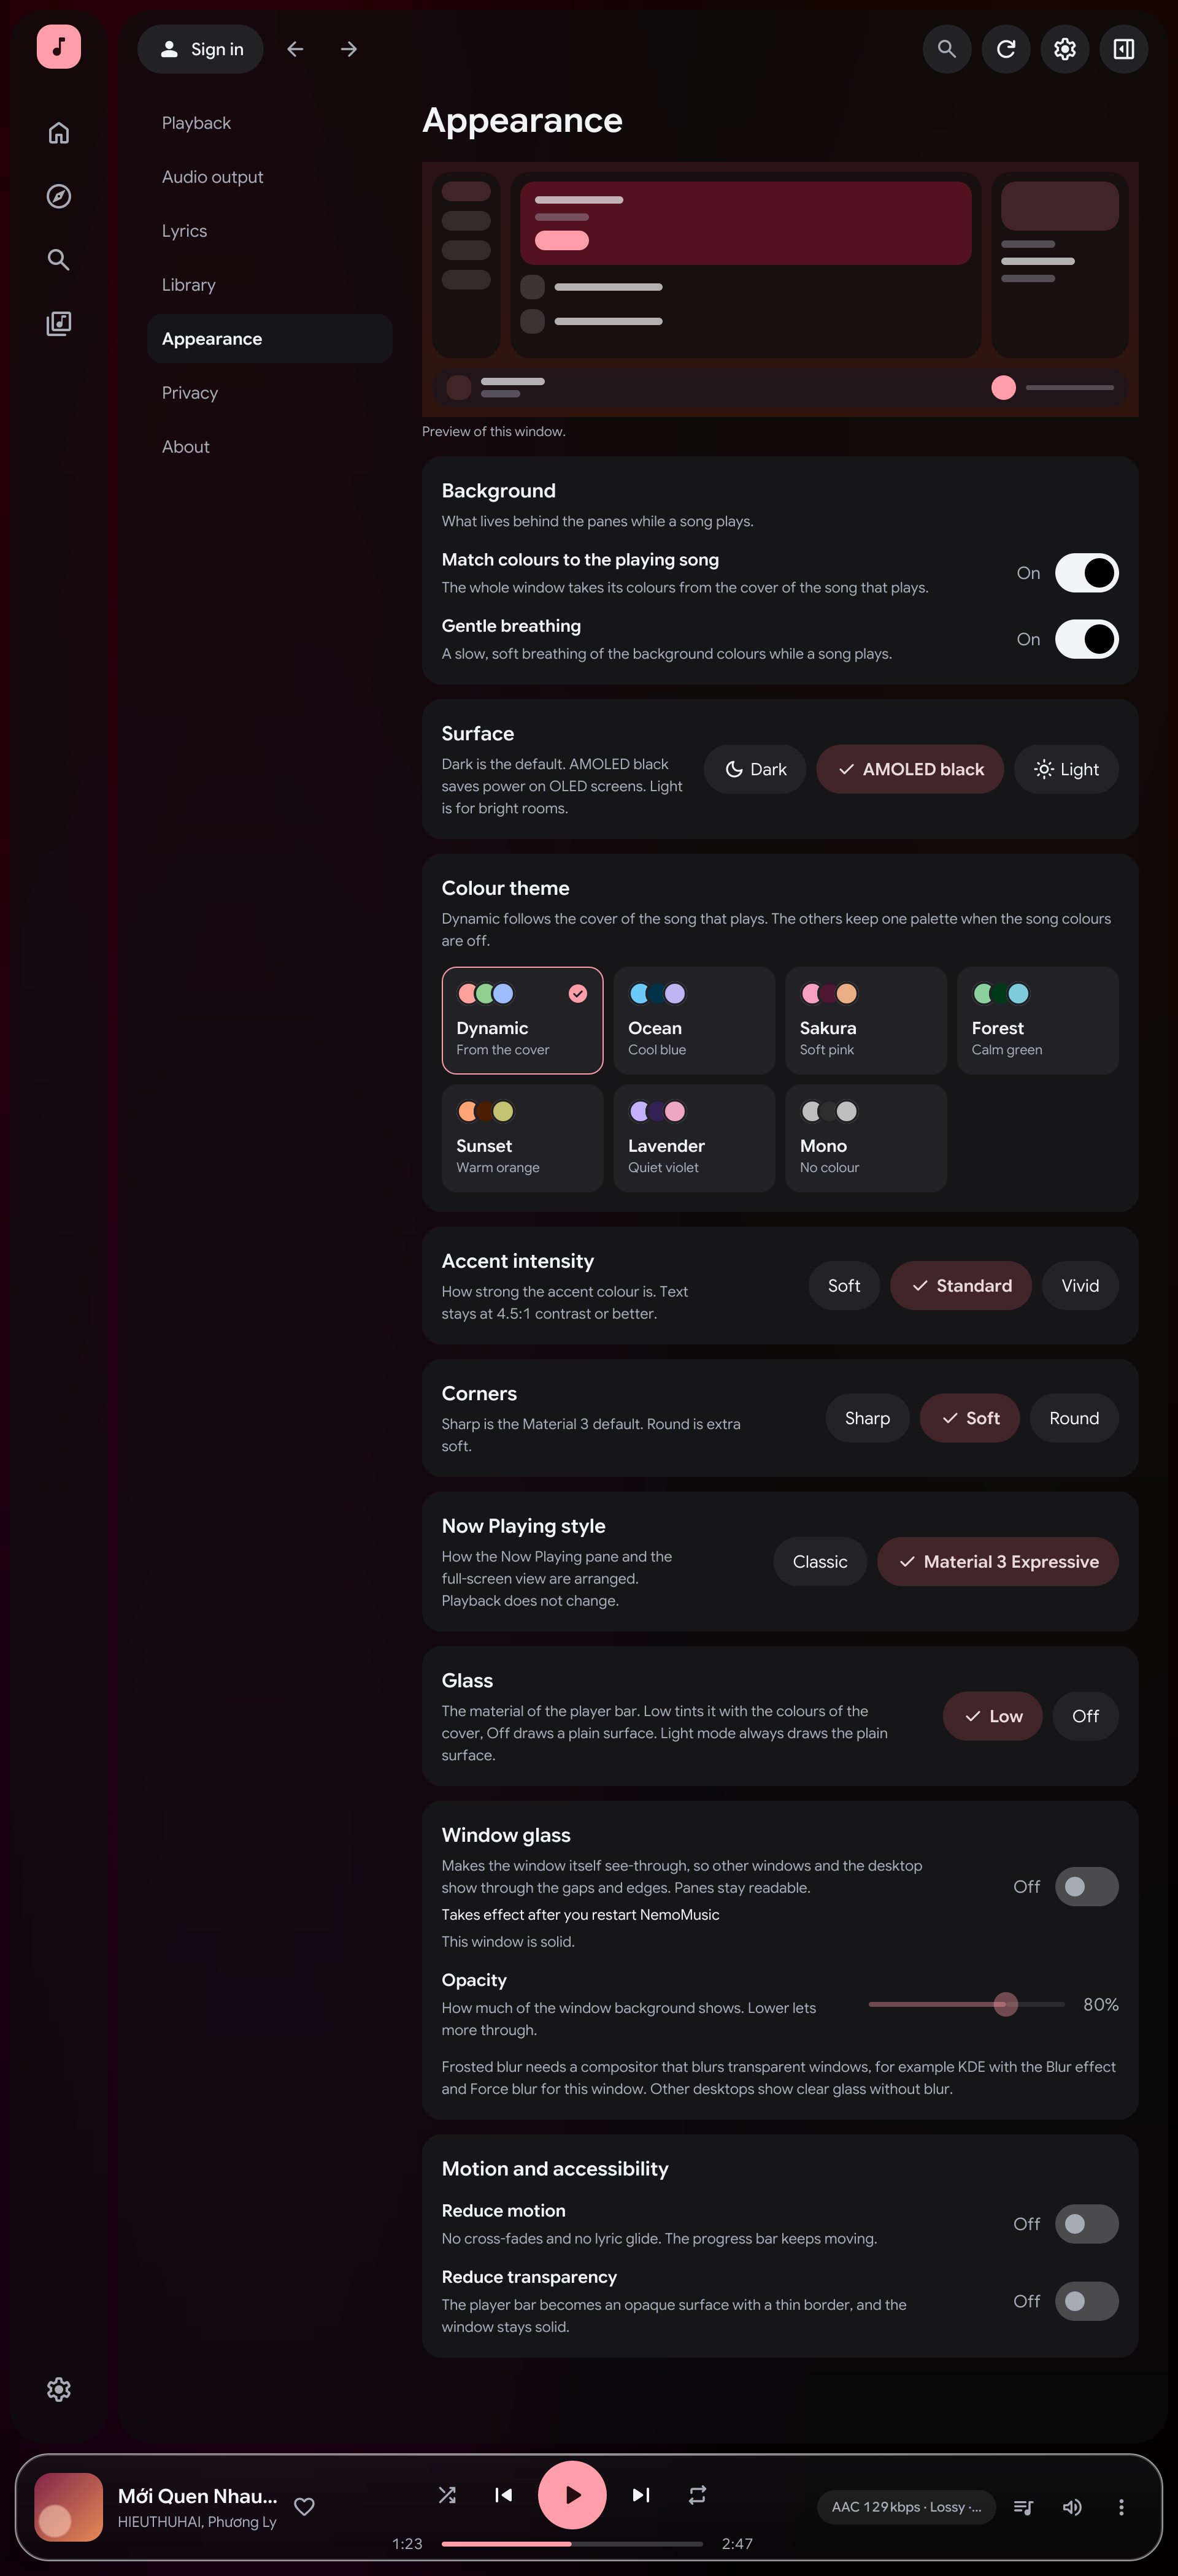 Sign in
Playback
Audio output
Lyrics
Library
Appearance
Privacy
About
Appearance
Preview of this window.
Background
What lives behind the panes while a song plays.
Match colours to the playing song
The whole window takes its colours from the cover of the song that plays.
On
Gentle breathing
A slow, soft breathing of the background colours while a song plays.
On
Surface
Dark is the default. AMOLED black
saves power on OLED screens. Light
is for bright rooms.
Dark
AMOLED black
Light
Colour theme
Dynamic follows the cover of the song that plays. The others keep one palette when the song colours
are off.
Dynamic
From the cover
Ocean
Cool blue
Sakura
Soft pink
Forest
Calm green
Sunset
Warm orange
Lavender
Quiet violet
Mono
No colour
Accent intensity
How strong the accent colour is. Text
stays at 4.5:1 contrast or better.
Soft
Standard
Vivid
Corners
Sharp is the Material 3 default. Round is extra
soft.
Sharp
Soft
Round
Now Playing style
How the Now Playing pane and the
full-screen view are arranged.
Playback does not change.
Classic
Material 3 Expressive
Glass
The material of the player bar. Low tints it with the colours of the
cover, Off draws a plain surface. Light mode always draws the plain
surface.
Low
Off
Window glass
Makes the window itself see-through, so other windows and the desktop
show through the gaps and edges. Panes stay readable.
Takes effect after you restart NemoMusic
This window is solid.
Off
Opacity
How much of the window background shows. Lower lets
more through.
80%
Frosted blur needs a compositor that blurs transparent windows, for example KDE with the Blur effect
and Force blur for this window. Other desktops show clear glass without blur.
Motion and accessibility
Reduce motion
No cross-fades and no lyric glide. The progress bar keeps moving.
Off
Reduce transparency
The player bar becomes an opaque surface with a thin border, and the
window stays solid.
Off
Mới Quen Nhau...
HIEUTHUHAI, Phương Ly
1:23
2:47
AAC 129 kbps · Lossy ·...